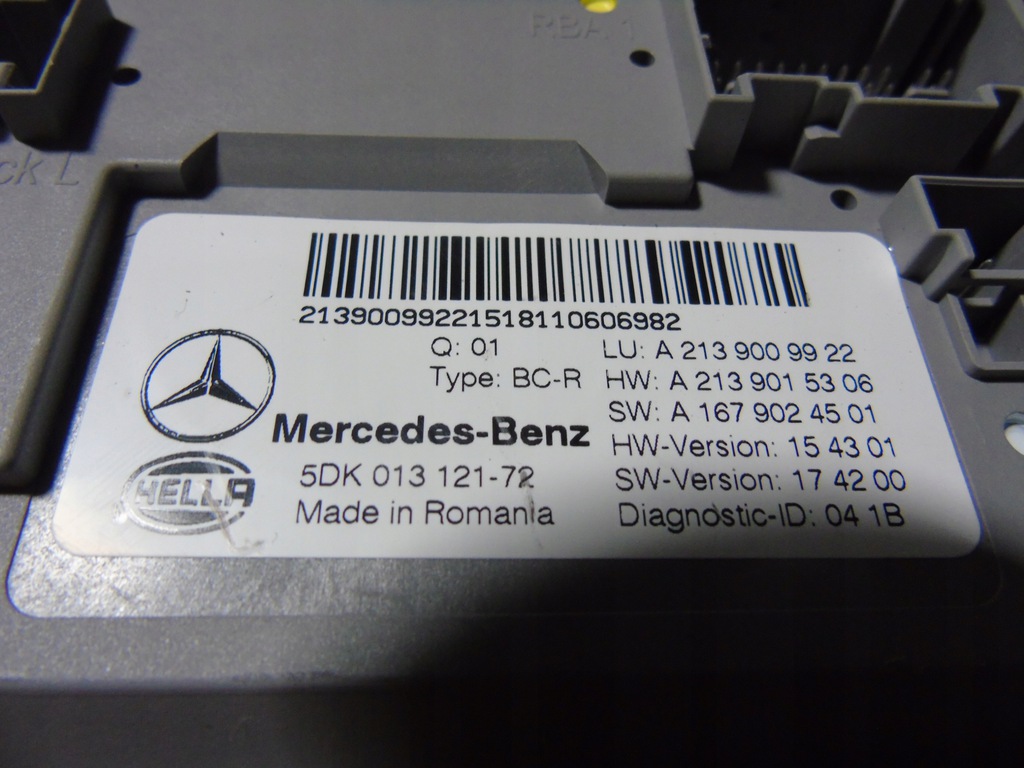 RBA 1
ck L
21390099221518110606982
Q: 01
LU: A 213 900 99 22
Type: BC-R
HW: A 213 901 53 06
SW: A 167 902 45 01
Mercedes-Benz
HW-Version: 15 43 01
HELLA
5DK 013 121-72
SW-Version: 17 42 00
Made in Romania
Diagnostic-ID: 04 1B